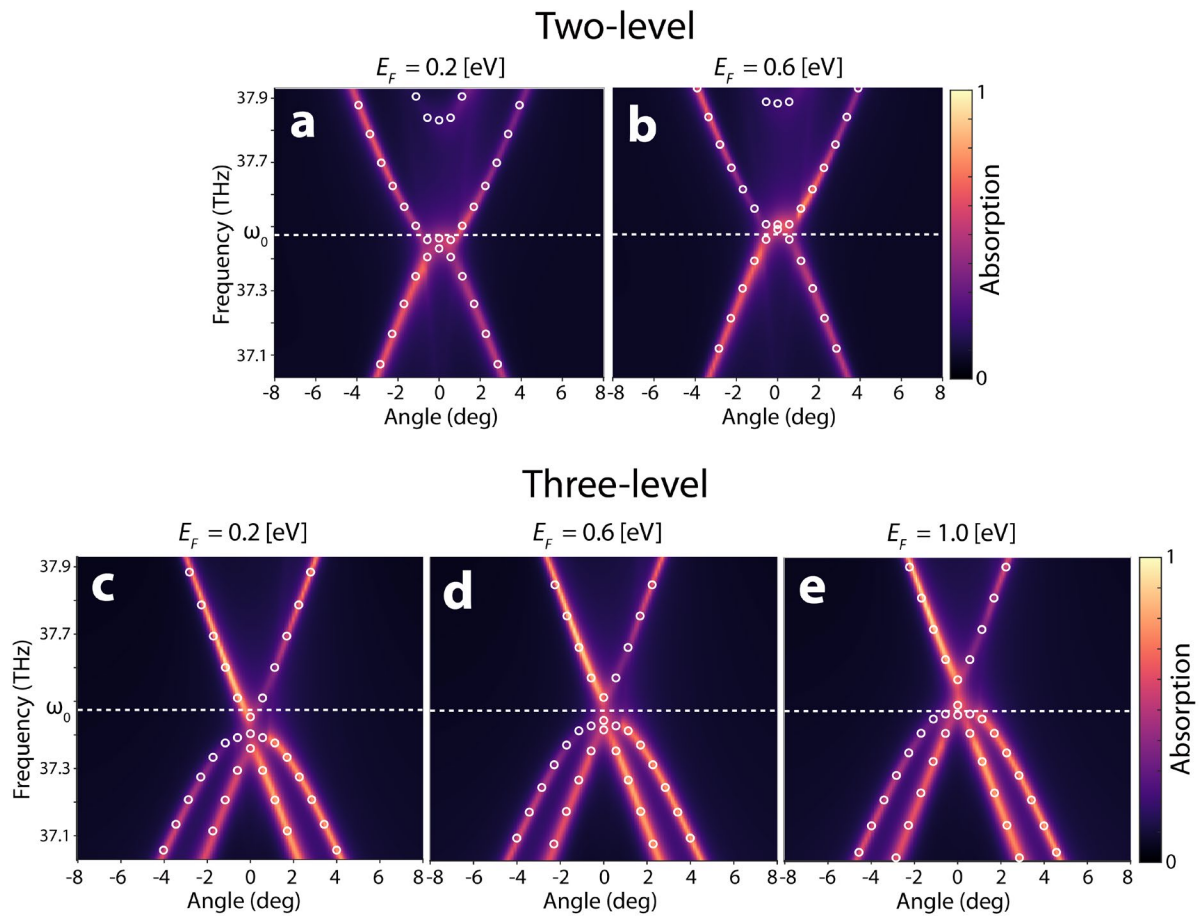 Two-level
E_F = 0.2 [eV]
E_F = 0.6 [eV]
a
b
37.9
37.7
ω₀
37.3
37.1
Frequency (THz)
-8 -6 -4 -2 0 2 4 6 8
-8 -6 -4 -2 0 2 4 6 8
Angle (deg)
Angle (deg)
1
0
Absorption
Three-level
E_F = 0.2 [eV]
E_F = 0.6 [eV]
E_F = 1.0 [eV]
c
d
e
37.9
37.7
ω₀
37.3
37.1
Frequency (THz)
-8 -6 -4 -2 0 2 4 6 8
-8 -6 -4 -2 0 2 4 6 8
-8 -6 -4 -2 0 2 4 6 8
Angle (deg)
Angle (deg)
Angle (deg)
1
0
Absorption